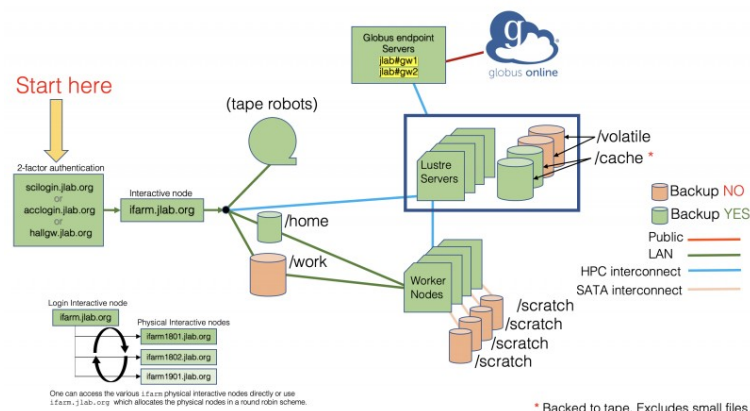 Globus endpoint
Servers
jlab#gw1
jlab#gw2
g
globus online
Start here
(tape robots)
2-factor authentication
scilogin.jlab.org
or
acclogin.jlab.org
or
hallgw.jlab.org
Interactive node
ifarm.jlab.org
Lustre
Servers
/volatile
/cache *
Backup NO
Backup YES
Public
LAN
HPC interconnect
SATA interconnect
/home
/work
Worker
Nodes
/scratch
/scratch
/scratch
/scratch
Login Interactive node
ifarm.jlab.org
Physical Interactive nodes
ifarm1801.jlab.org
ifarm1802.jlab.org
ifarm1901.jlab.org
One can access the various ifarm physical interactive nodes directly or use
ifarm.jlab.org which allocates the physical nodes in a round robin scheme.
* Backed to tape. Excludes small files